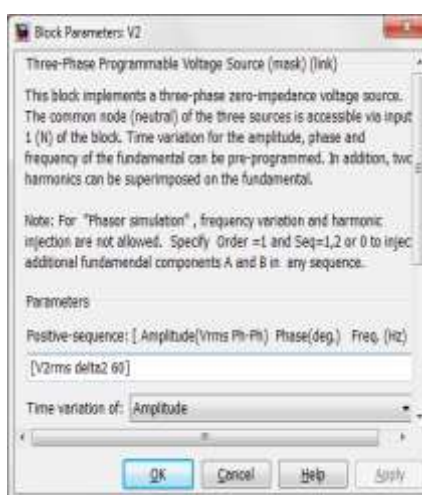 Block Parameters: V2
Three-Phase Programmable Voltage Source (mask) (link)
This block implements a three-phase zero-impedance voltage source.
The common node (neutral) of the three sources is accessible via input
1 (N) of the block. Time variation for the amplitude, phase and
frequency of the fundamental can be pre-programmed. In addition, two
harmonics can be superimposed on the fundamental.
Note: For "Phasor simulation", frequency variation and harmonic
injection are not allowed. Specify Order =1 and Seq=1,2 or 0 to injec
additional fundamendal components A and B in any sequence.
Parameters
Positive-sequence: [ Amplitude(Vrms Ph-Ph) Phase(deg.) Freq. (Hz)
[V2rms delta2 60]
Time variation of: Amplitude
OK Cancel Help Apply